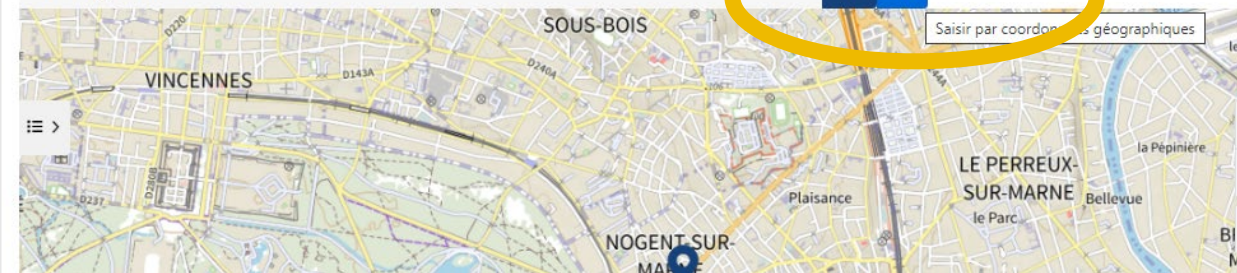 D220
SOUS-BOIS
Saisir par coordon s géographiques
VINCENNES
D143A
D240A
la Pépinière
LE PERREUX-
SUR-MARNE
Bellevue
Plaisance
le Parc
D237
NOGENT-SUR-